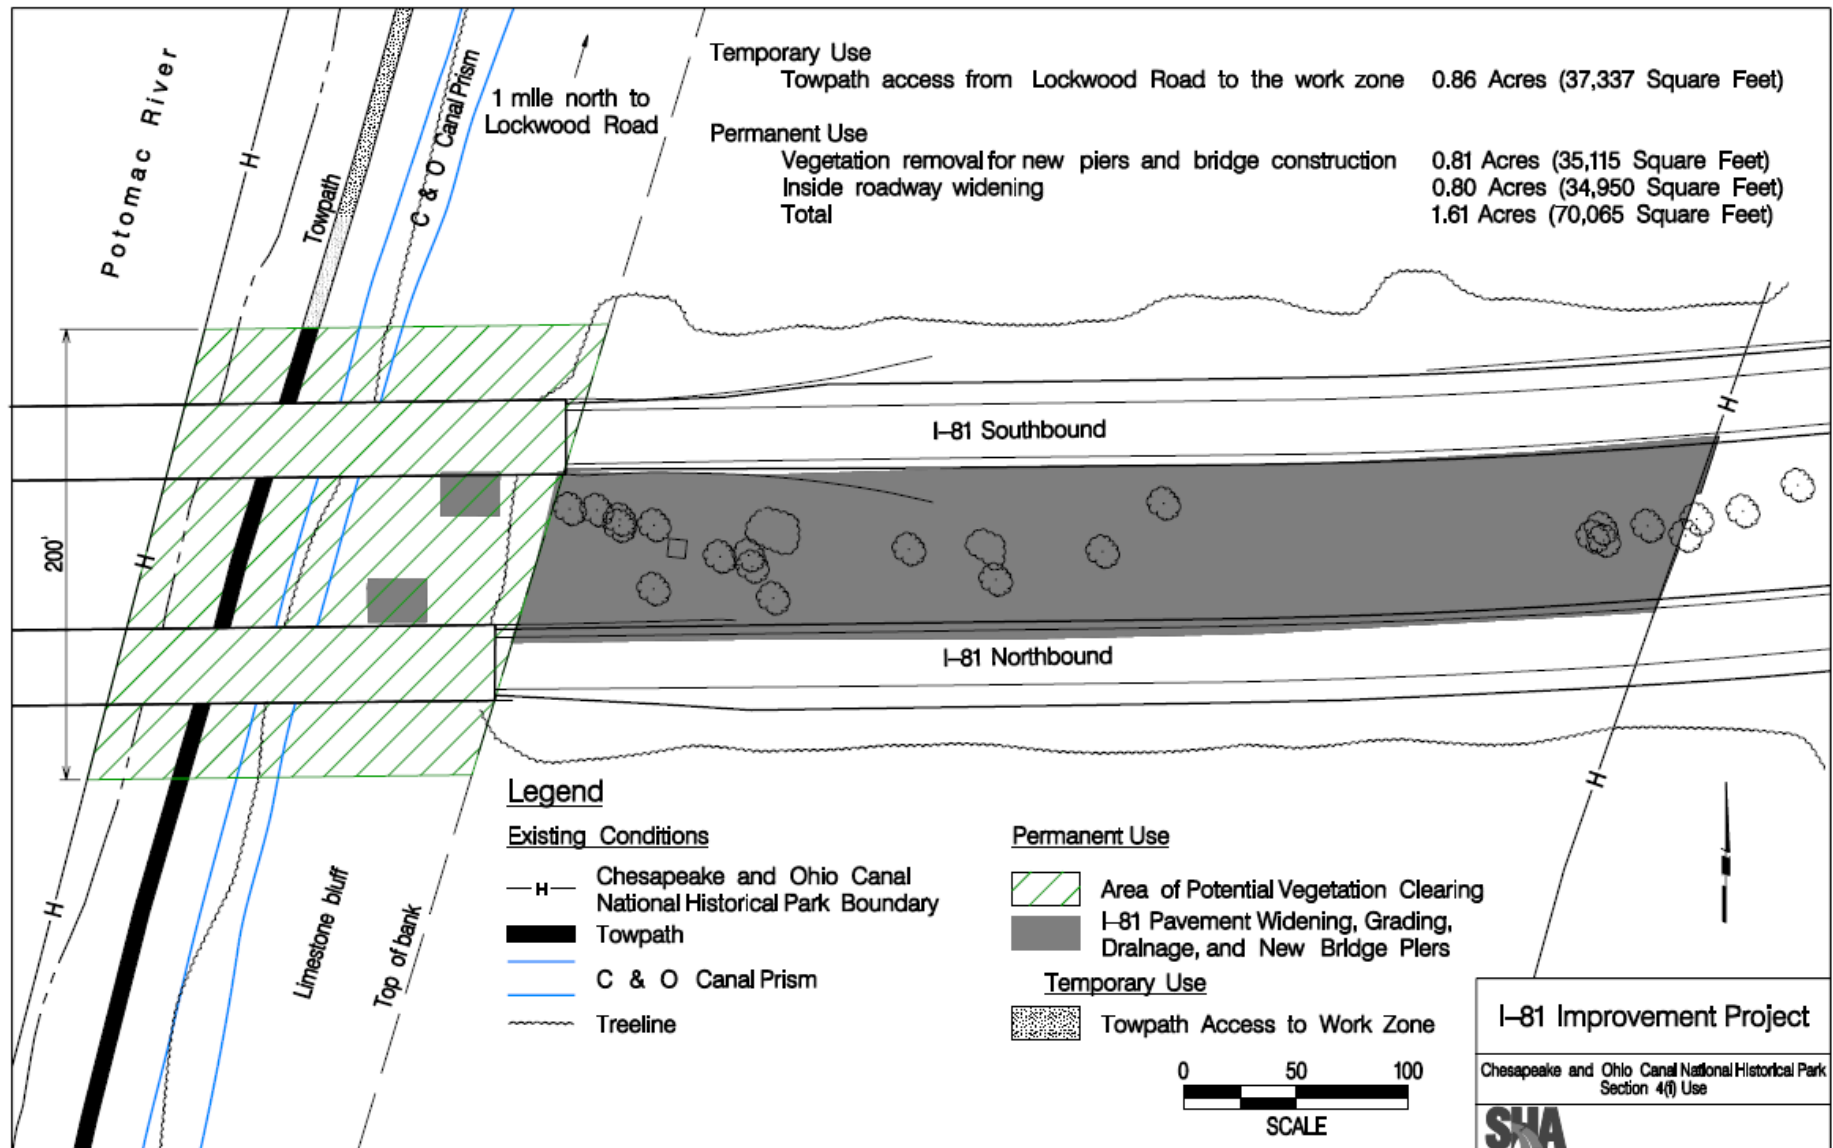 Potomac River
H
Towpath
C & O Canal Prism
1 mile north to
Lockwood Road
Temporary Use
Towpath access from Lockwood Road to the work zone 0.86 Acres (37,337 Square Feet)
Permanent Use
Vegetation removal for new piers and bridge construction 0.81 Acres (35,115 Square Feet)
Inside roadway widening 0.80 Acres (34,950 Square Feet)
Total 1.61 Acres (70,065 Square Feet)
H
I-81 Southbound
200'
H
I-81 Northbound
H
H
Limestone bluff
Top of bank
Legend
Existing Conditions
H
Chesapeake and Ohio Canal
National Historical Park Boundary
Towpath
C & O Canal Prism
Treeline
Permanent Use
Area of Potential Vegetation Clearing
I-81 Pavement Widening, Grading,
Drainage, and New Bridge Piers
Temporary Use
Towpath Access to Work Zone
0 50 100
SCALE
I-81 Improvement Project
Chesapeake and Ohio Canal National Historical Park
Section 4(f) Use
SHA